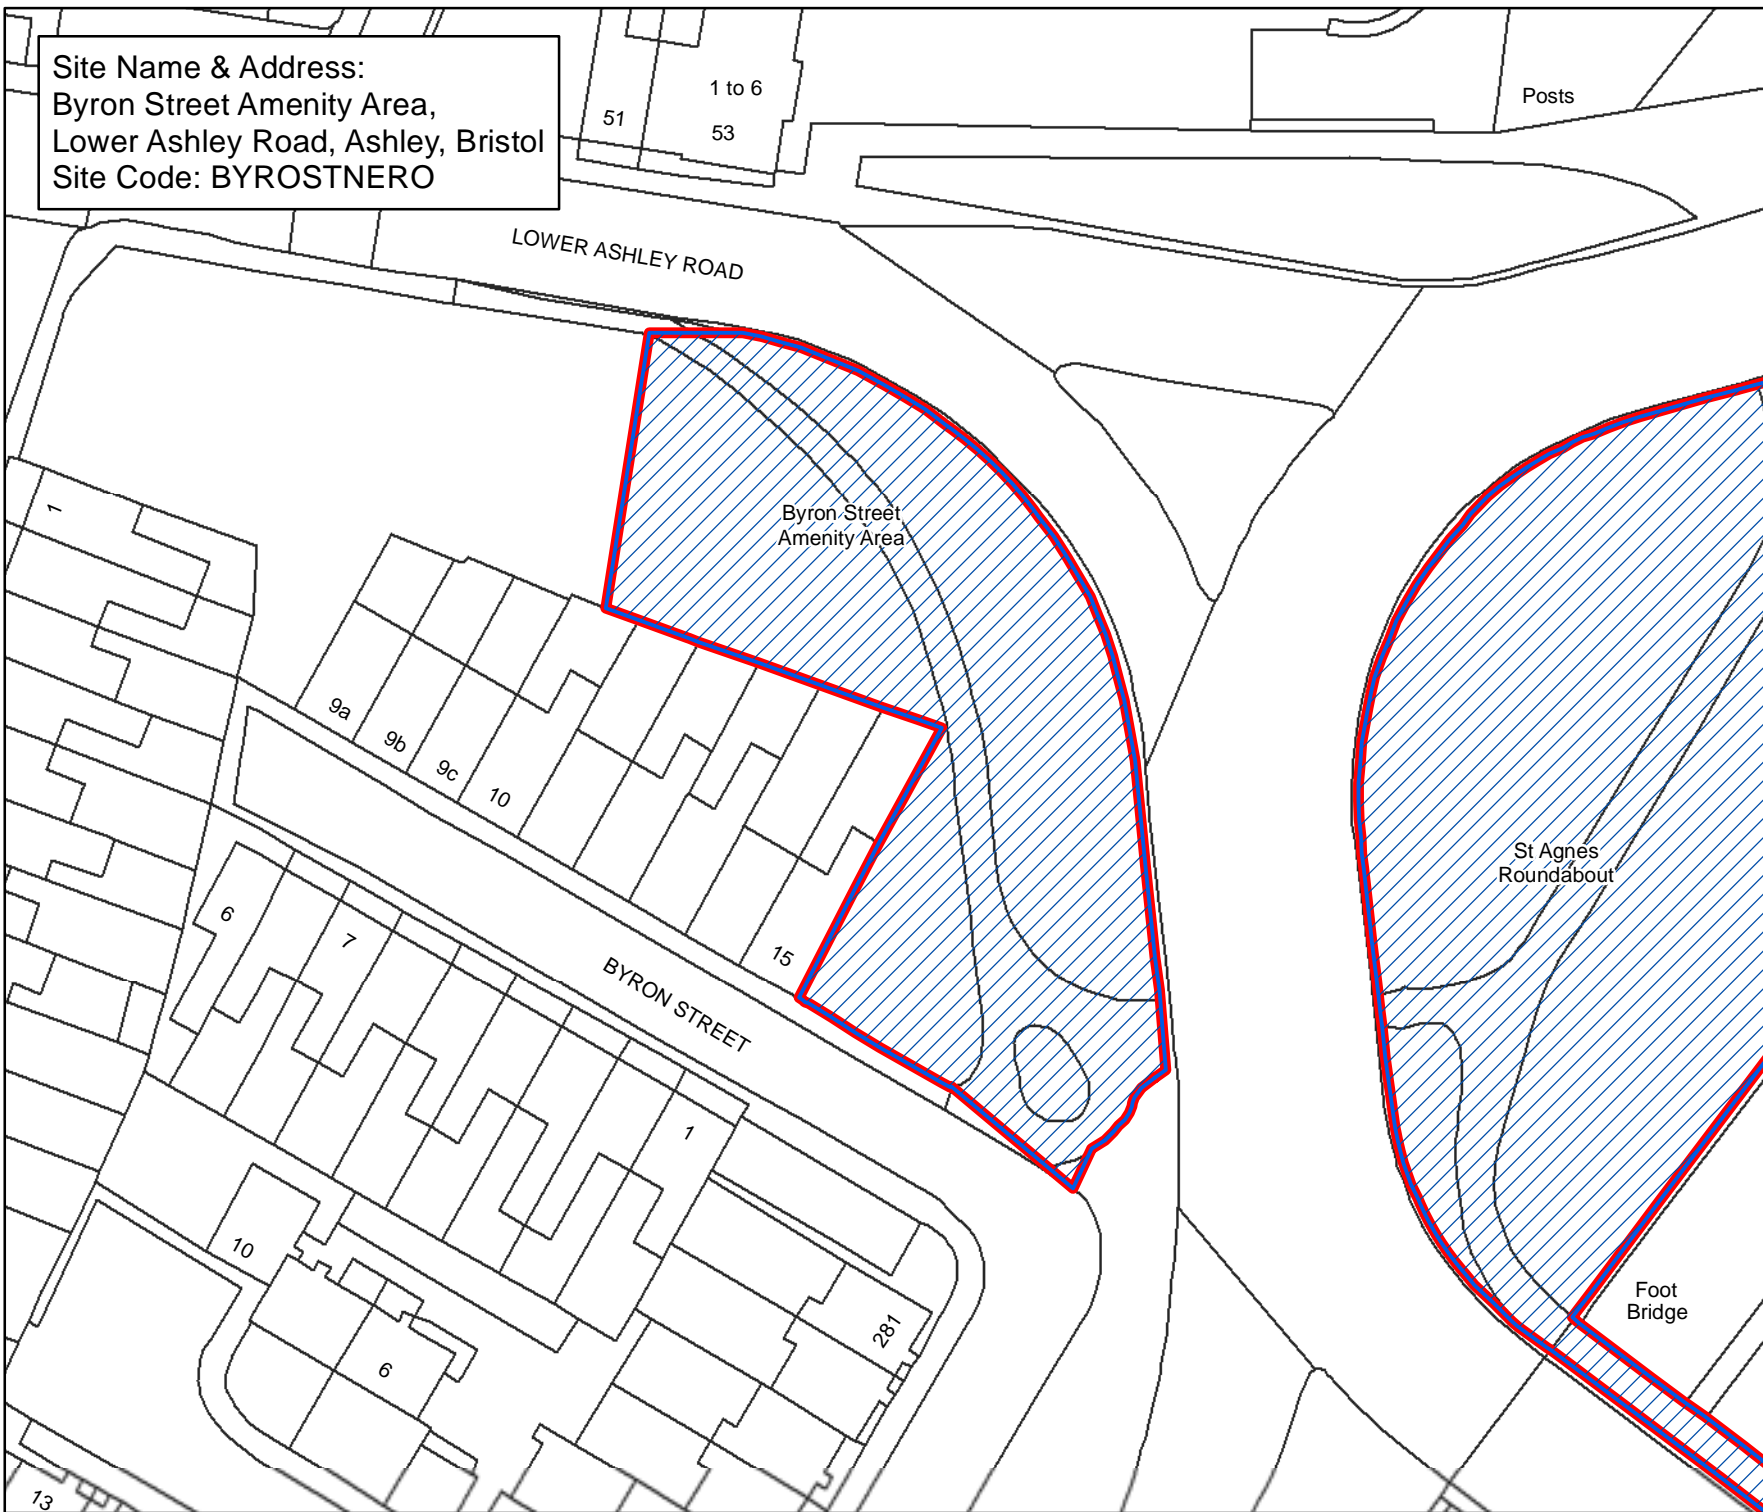 Site Name & Address:
Byron Street Amenity Area,
Lower Ashley Road, Ashley, Bristol
Site Code: BYROSTNERO
1 to 6
51
53
Posts
LOWER ASHLEY ROAD
1
Byron Street
Amenity Area
9a
9b
9c
10
15
St Agnes
Roundabout
6
7
BYRON STREET
1
10
6
281
Foot
Bridge
13